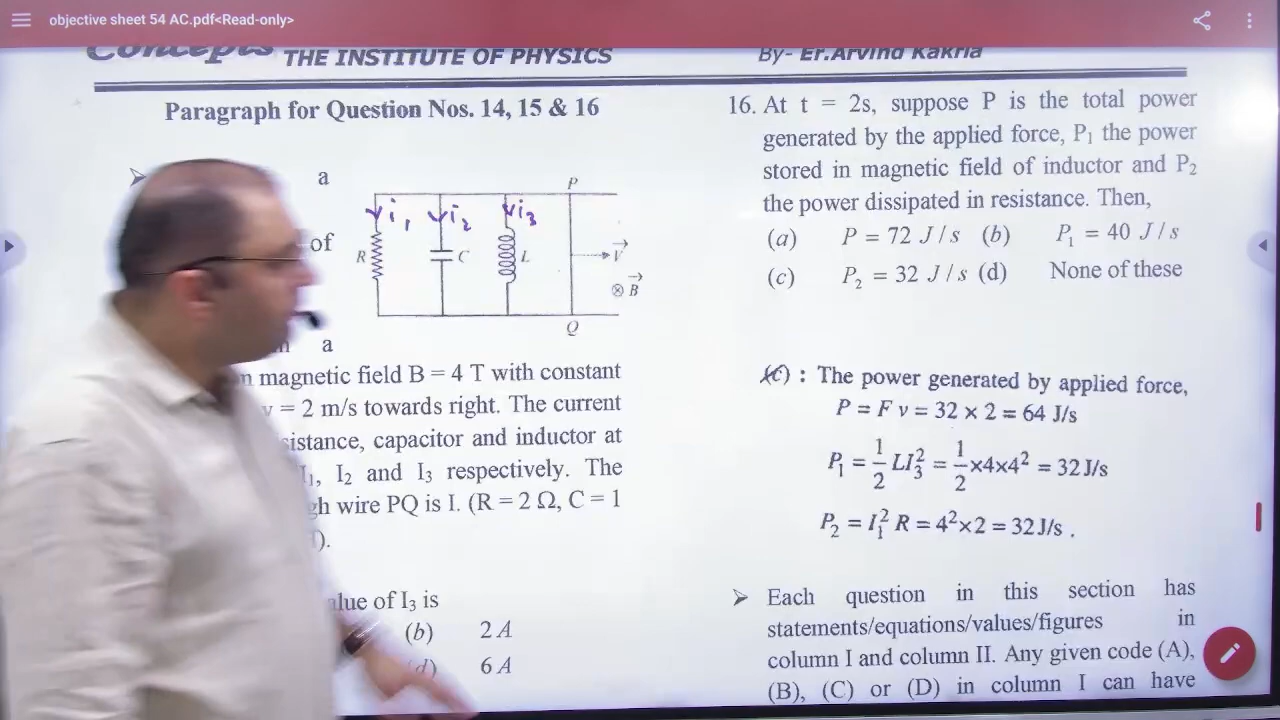 objective sheet 54 AC.pdf<Read-only>
Concepts THE INSTITUTE OF PHYSICS
By- Er.Arvind Kakria
Paragraph for Question Nos. 14, 15 & 16
➢ a
of
a
i₁ i₂ i₃
R C L
P
V⃗
⊗ B⃗
Q
magnetic field B = 4 T with constant
v = 2 m/s towards right. The current
capacitor and inductor at
I₂ and I₃ respectively. The
wire PQ is I. (R = 2 Ω, C = 1
).
of I₃ is
(b) 2 A
(d) 6 A
16. At t = 2s, suppose P is the total power
generated by the applied force, P₁ the power
stored in magnetic field of inductor and P₂
the power dissipated in resistance. Then,
(a) P = 72 J/s (b) P₁ = 40 J/s
(c) P₂ = 32 J/s (d) None of these
(c) : The power generated by applied force,
P = F v = 32 × 2 = 64 J/s
P₁ = 1/2 LI₃² = 1/2 ×4×4² = 32 J/s
P₂ = I₁² R = 4²×2 = 32 J/s .
➢ Each question in this section has
statements/equations/values/figures in
column I and column II. Any given code (A),
(B), (C) or (D) in column I can have